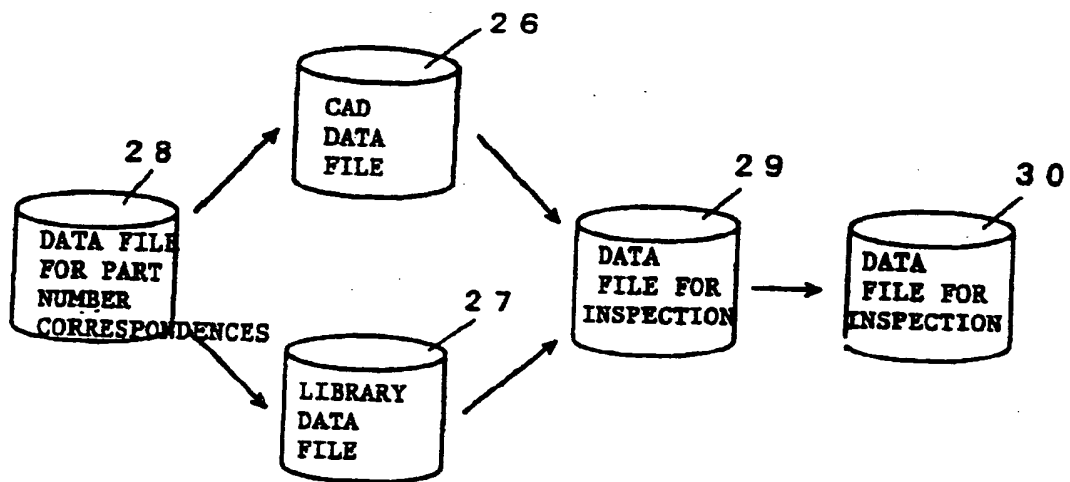 26
CAD
DATA
FILE
28
DATA FILE
FOR PART
NUMBER
CORRESPONDENCES
27
LIBRARY
DATA
FILE
29
DATA
FILE FOR
INSPECTION
30
DATA
FILE FOR
INSPECTION